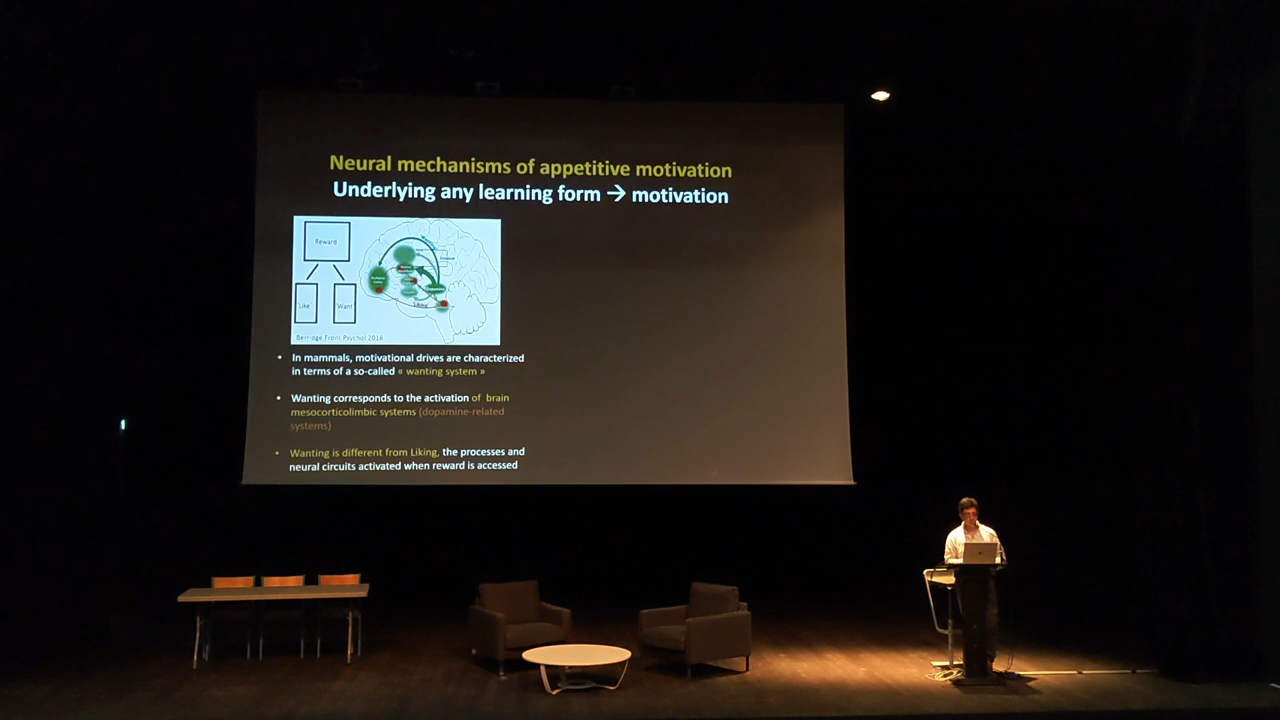 Neural mechanisms of appetitive motivation
Underlying any learning form → motivation
Reward
'Like'
'Want'
'Liking'
Berridge Front Psychol 2016
• In mammals, motivational drives are characterized
in terms of a so-called « wanting system »
• Wanting corresponds to the activation of brain
mesocorticolimbic systems (dopamine-related
systems)
• Wanting is different from Liking, the processes and
neural circuits activated when reward is accessed